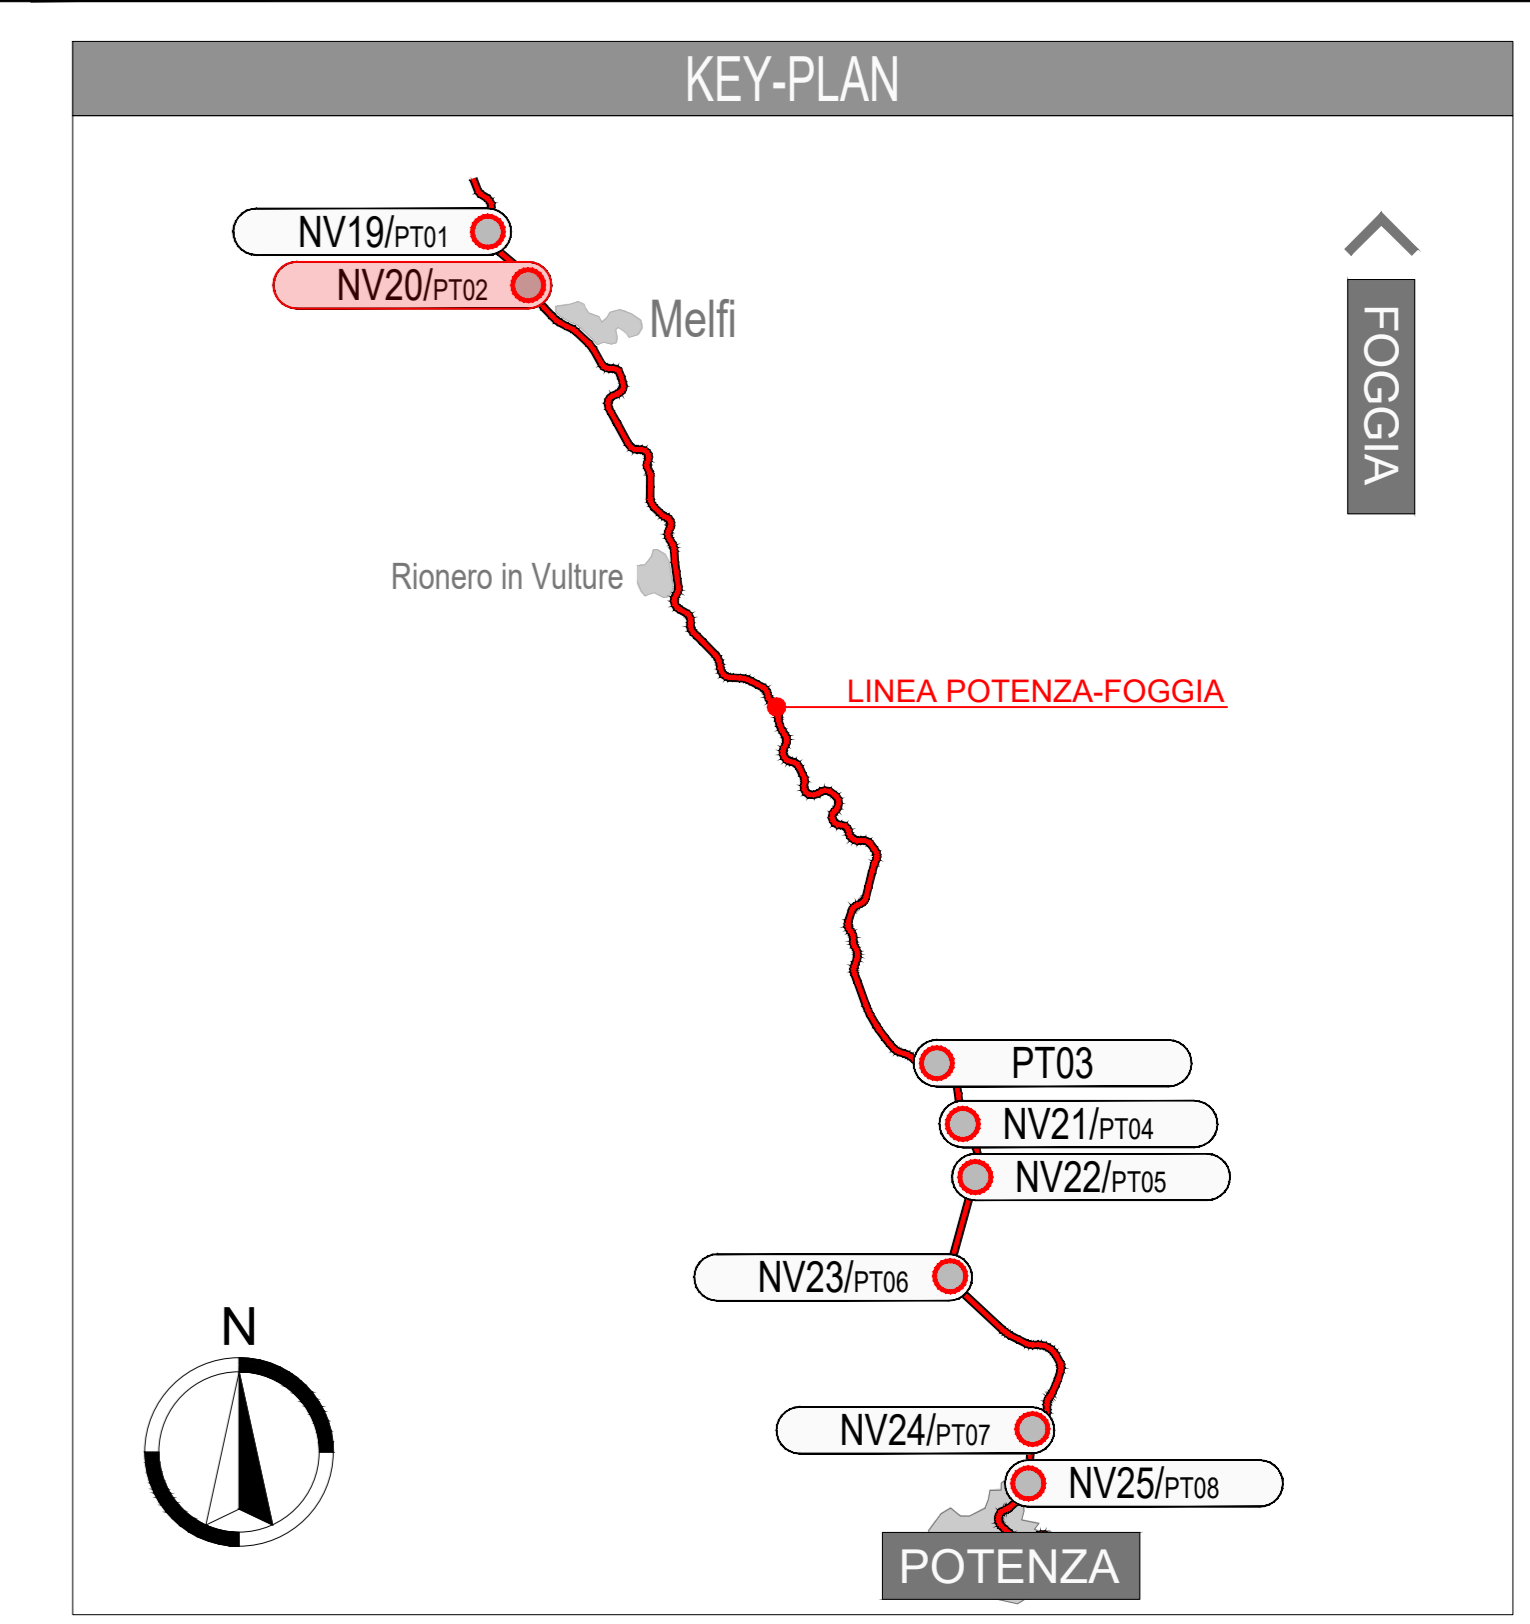 KEY-PLAN
NV19/PT01
NV20/PT02
Melfi
FOGGIA
Rionero in Vulture
LINEA POTENZA-FOGGIA
PT03
NV21/PT04
NV22/PT05
NV23/PT06
N
NV24/PT07
NV25/PT08
POTENZA